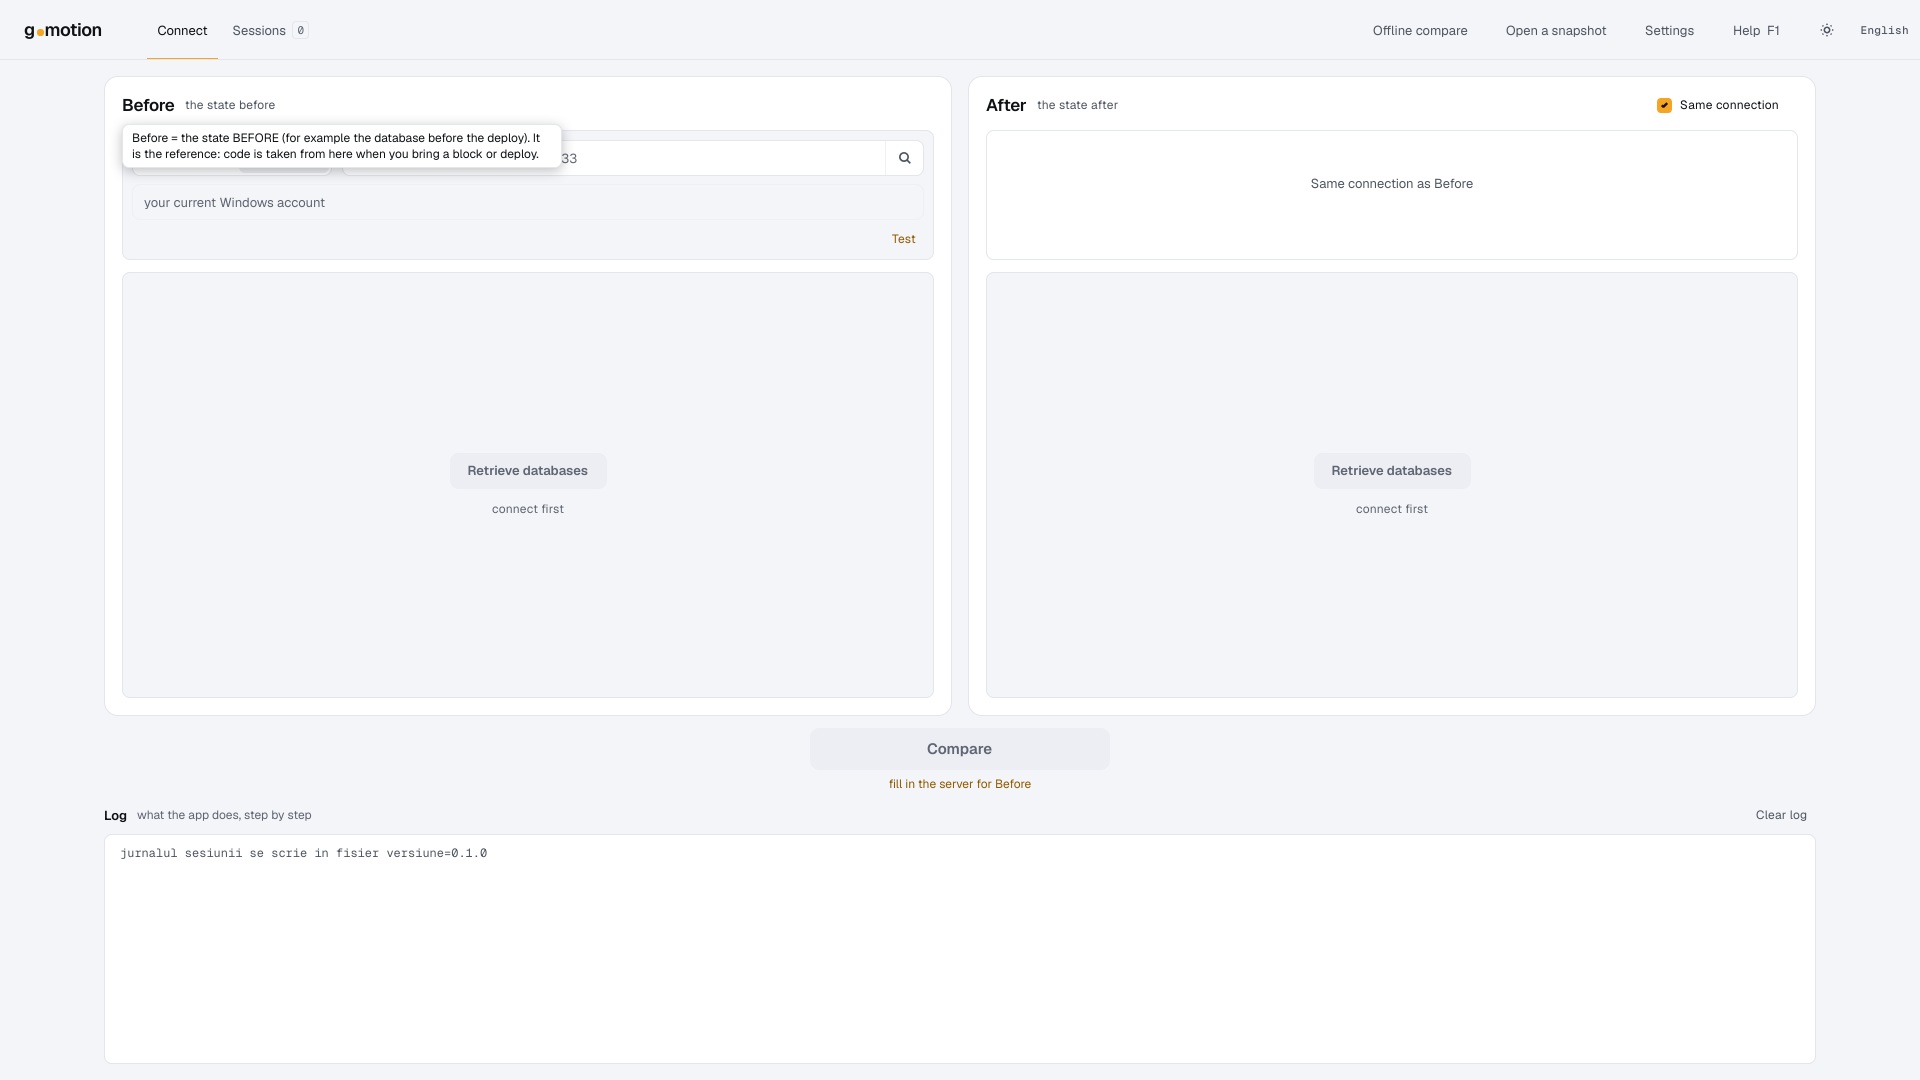 g motion
Connect
Sessions 0
Offline compare
Open a snapshot
Settings
Help F1
English
Before the state before
Before = the state BEFORE (for example the database before the deploy). It
is the reference: code is taken from here when you bring a block or deploy.
33
your current Windows account
Test
Retrieve databases
connect first
After the state after
Same connection
Same connection as Before
Retrieve databases
connect first
Compare
fill in the server for Before
Log what the app does, step by step
Clear log
jurnalul sesiunii se scrie in fisier versiune=0.1.0